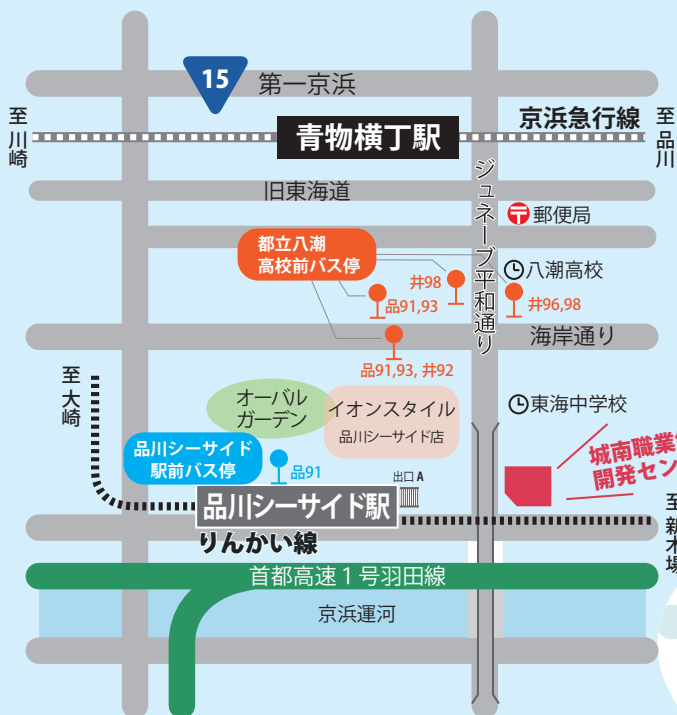 15
第一京浜
至川崎
青物横丁駅
京浜急行線
至品川
旧東海道
ジュネーブ平和通り
郵便局
都立八潮
高校前バス停
八潮高校
井98
品91,93
井96,98
海岸通り
品91,93, 井92
至大崎
オーバル
ガーデン
イオンスタイル
品川シーサイド店
東海中学校
品川シーサイド
駅前バス停
品91
出口 A
城南職業
開発セン
品川シーサイド駅
至新木場
りんかい線
首都高速 1 号羽田線
京浜運河